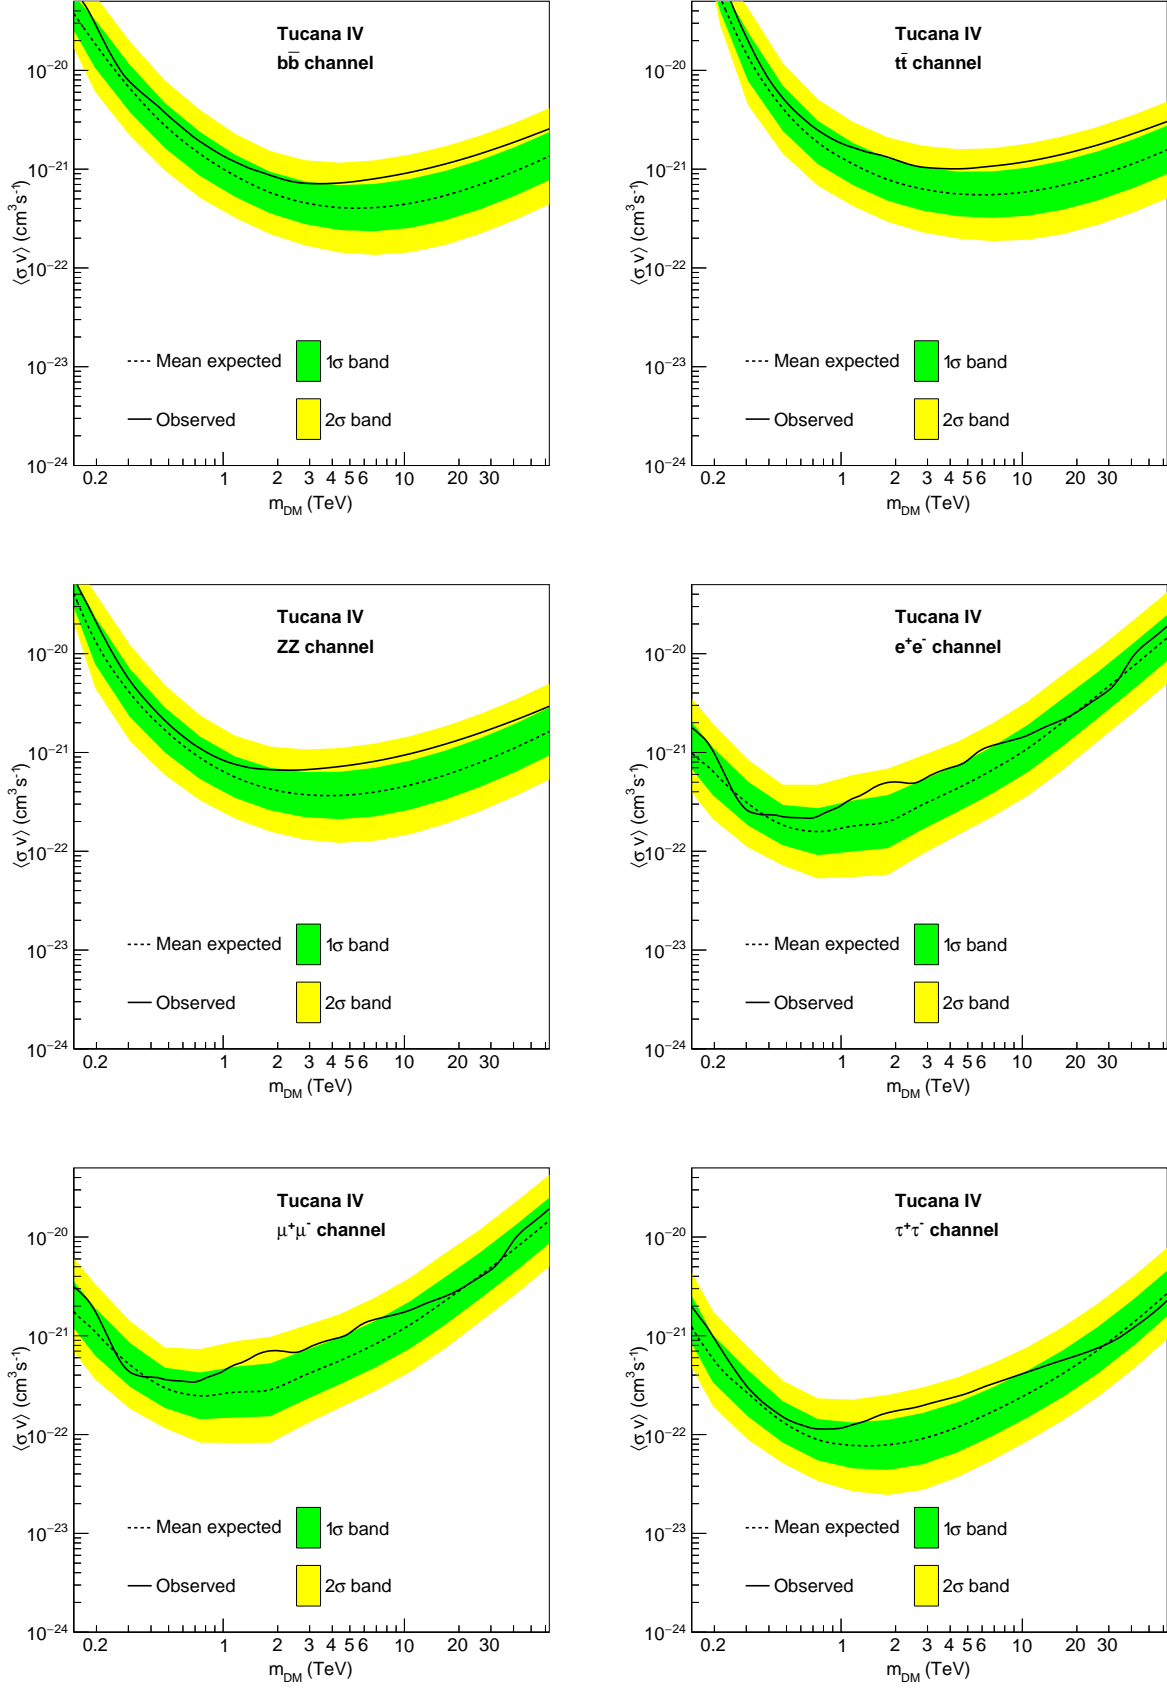 Tucana IV
bb̄ channel
⟨σ v⟩ (cm³s⁻¹)
10⁻²⁰
10⁻²¹
10⁻²²
10⁻²³
10⁻²⁴
Mean expected
1σ band
Observed
2σ band
0.2 1 2 3 4 5 6 10 20 30
m_DM (TeV)
Tucana IV
tt̄ channel
⟨σ v⟩ (cm³s⁻¹)
10⁻²⁰
10⁻²¹
10⁻²²
10⁻²³
10⁻²⁴
Mean expected
1σ band
Observed
2σ band
0.2 1 2 3 4 5 6 10 20 30
m_DM (TeV)
Tucana IV
ZZ channel
⟨σ v⟩ (cm³s⁻¹)
10⁻²⁰
10⁻²¹
10⁻²²
10⁻²³
10⁻²⁴
Mean expected
1σ band
Observed
2σ band
0.2 1 2 3 4 5 6 10 20 30
m_DM (TeV)
Tucana IV
e⁺e⁻ channel
⟨σ v⟩ (cm³s⁻¹)
10⁻²⁰
10⁻²¹
10⁻²²
10⁻²³
10⁻²⁴
Mean expected
1σ band
Observed
2σ band
0.2 1 2 3 4 5 6 10 20 30
m_DM (TeV)
Tucana IV
μ⁺μ⁻ channel
⟨σ v⟩ (cm³s⁻¹)
10⁻²⁰
10⁻²¹
10⁻²²
10⁻²³
10⁻²⁴
Mean expected
1σ band
Observed
2σ band
0.2 1 2 3 4 5 6 10 20 30
m_DM (TeV)
Tucana IV
τ⁺τ⁻ channel
⟨σ v⟩ (cm³s⁻¹)
10⁻²⁰
10⁻²¹
10⁻²²
10⁻²³
10⁻²⁴
Mean expected
1σ band
Observed
2σ band
0.2 1 2 3 4 5 6 10 20 30
m_DM (TeV)